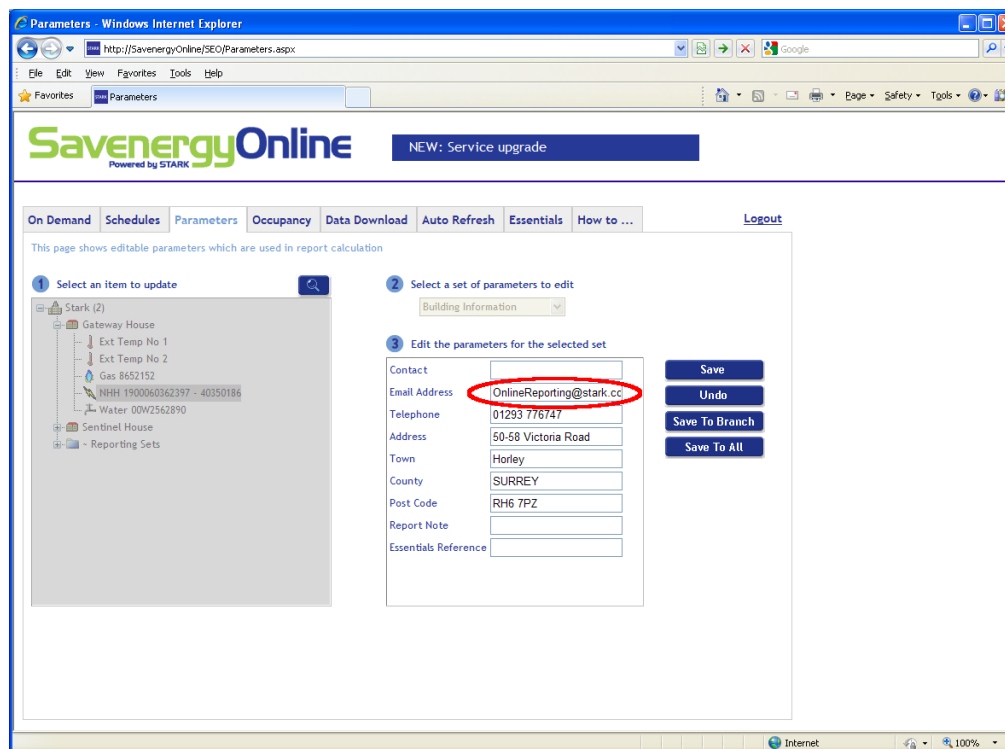 Parameters - Windows Internet Explorer
STARK http://SavenergyOnline/SEO/Parameters.aspx
Google
File Edit View Favorites Tools Help
Favorites STARK Parameters
Page Safety Tools
SavenergyOnline
Powered by STARK
NEW: Service upgrade
On Demand Schedules Parameters Occupancy Data Download Auto Refresh Essentials How to ... Logout
This page shows editable parameters which are used in report calculation
1 Select an item to update
2 Select a set of parameters to edit
Stark (2)
Building Information
Gateway House
Ext Temp No 1
3 Edit the parameters for the selected set
Ext Temp No 2
Gas 8652152
NHH 1900060362397 - 40350186
Water 00W2562890
Sentinel House
- Reporting Sets
Contact
Email Address OnlineReporting@stark.cc
Telephone 01293 776747
Address 50-58 Victoria Road
Town Horley
County SURREY
Post Code RH6 7PZ
Report Note
Essentials Reference
Save
Undo
Save To Branch
Save To All
Internet 100%